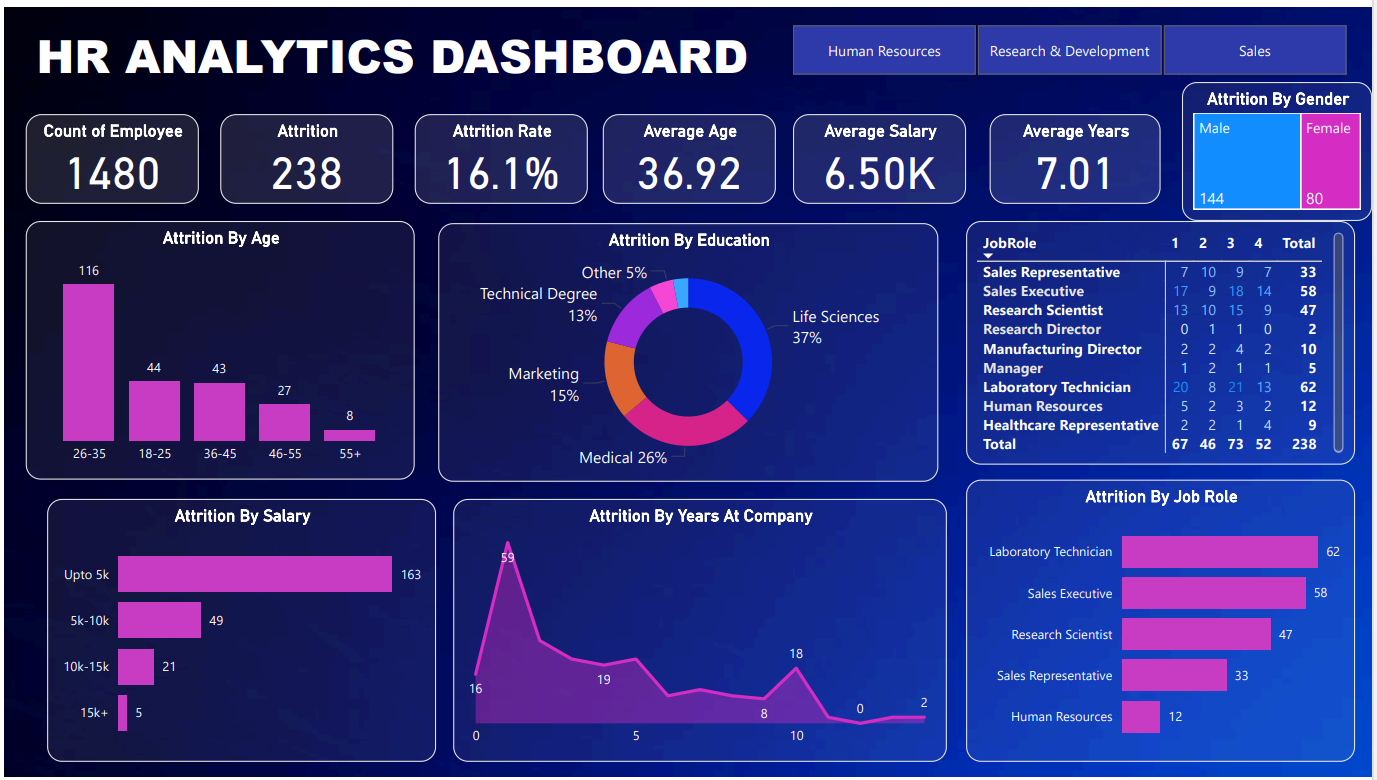 HR ANALYTICS DASHBOARD
Human Resources
Research & Development
Sales
Count of Employee
1480
Attrition
238
Attrition Rate
16.1%
Average Age
36.92
Average Salary
6.50K
Average Years
7.01
Attrition By Gender
Male
Female
144
80
Attrition By Age
116
44
43
27
8
26-35
18-25
36-45
46-55
55+
Attrition By Education
Other 5%
Technical Degree
13%
Life Sciences
37%
Marketing
15%
Medical 26%
JobRole 1 2 3 4 Total
Sales Representative 7 10 9 7 33
Sales Executive 17 9 18 14 58
Research Scientist 13 10 15 9 47
Research Director 0 1 1 0 2
Manufacturing Director 2 2 4 2 10
Manager 1 2 1 1 5
Laboratory Technician 20 8 21 13 62
Human Resources 5 2 3 2 12
Healthcare Representative 2 2 1 4 9
Total 67 46 73 52 238
Attrition By Salary
Upto 5k 163
5k-10k 49
10k-15k 21
15k+ 5
Attrition By Years At Company
59
16
19
8
18
0
2
0 5 10
Attrition By Job Role
Laboratory Technician 62
Sales Executive 58
Research Scientist 47
Sales Representative 33
Human Resources 12